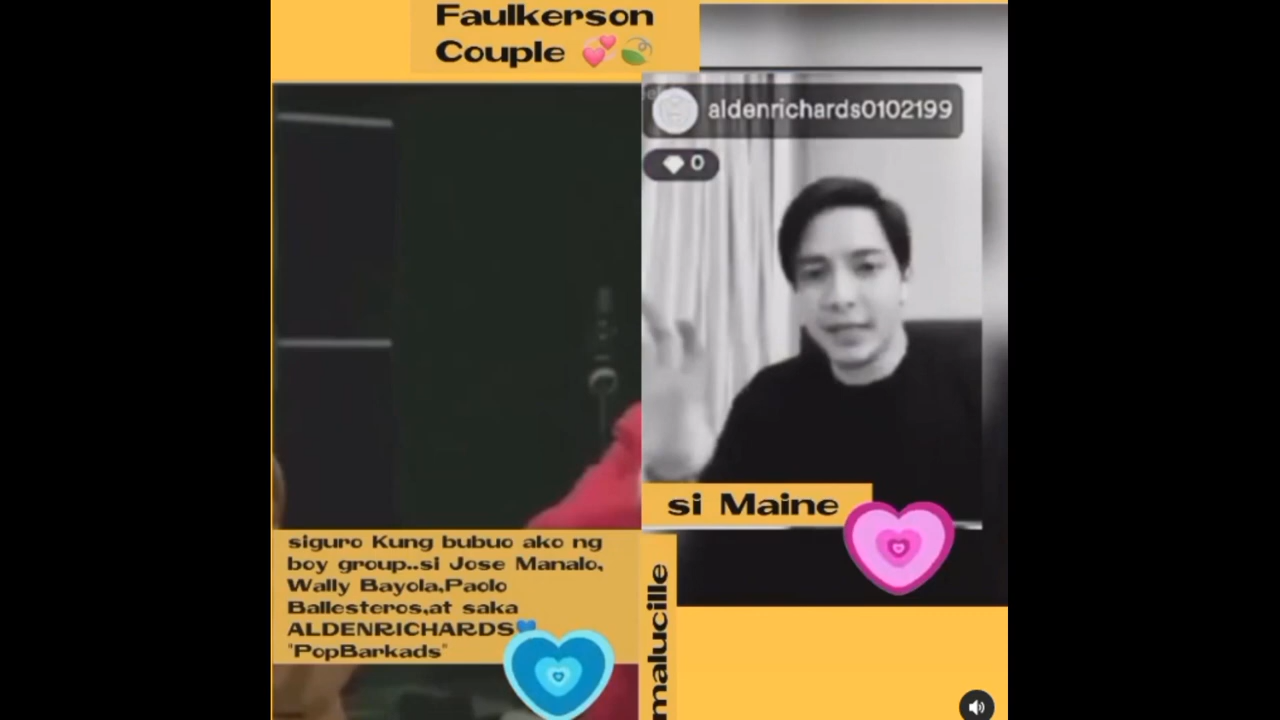 Faulkerson
Couple 💞🍃
aldenrichards0102199
0
si Maine
siguro Kung bubuo ako ng
boy group..si Jose Manalo,
Wally Bayola,Paolo
Ballesteros,at saka
ALDENRICHARDS💙
"PopBarkads"
malucille